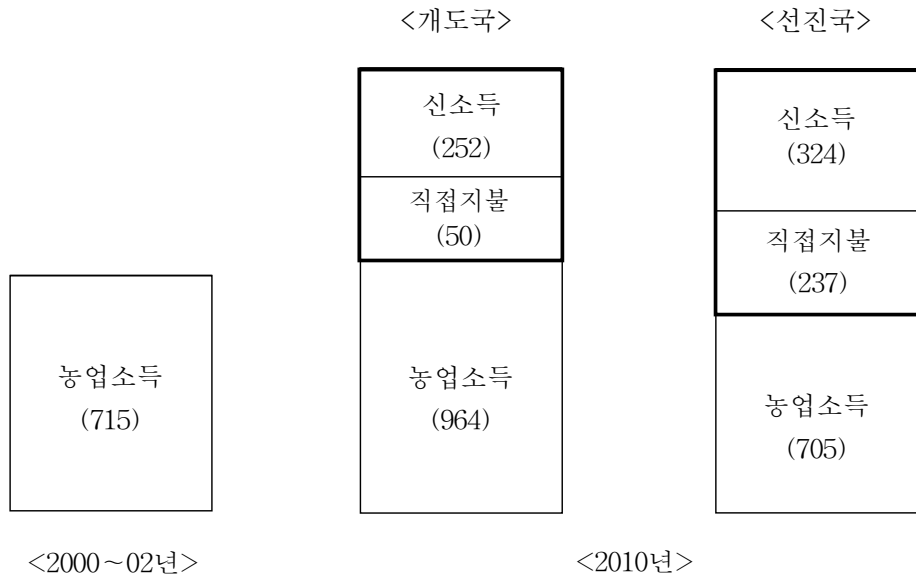 <개도국>
<선진국>
신소득
(252)
직접지불
(50)
농업소득
(964)
신소득
(324)
직접지불
(237)
농업소득
(705)
농업소득
(715)
<2000～02년>
<2010년>